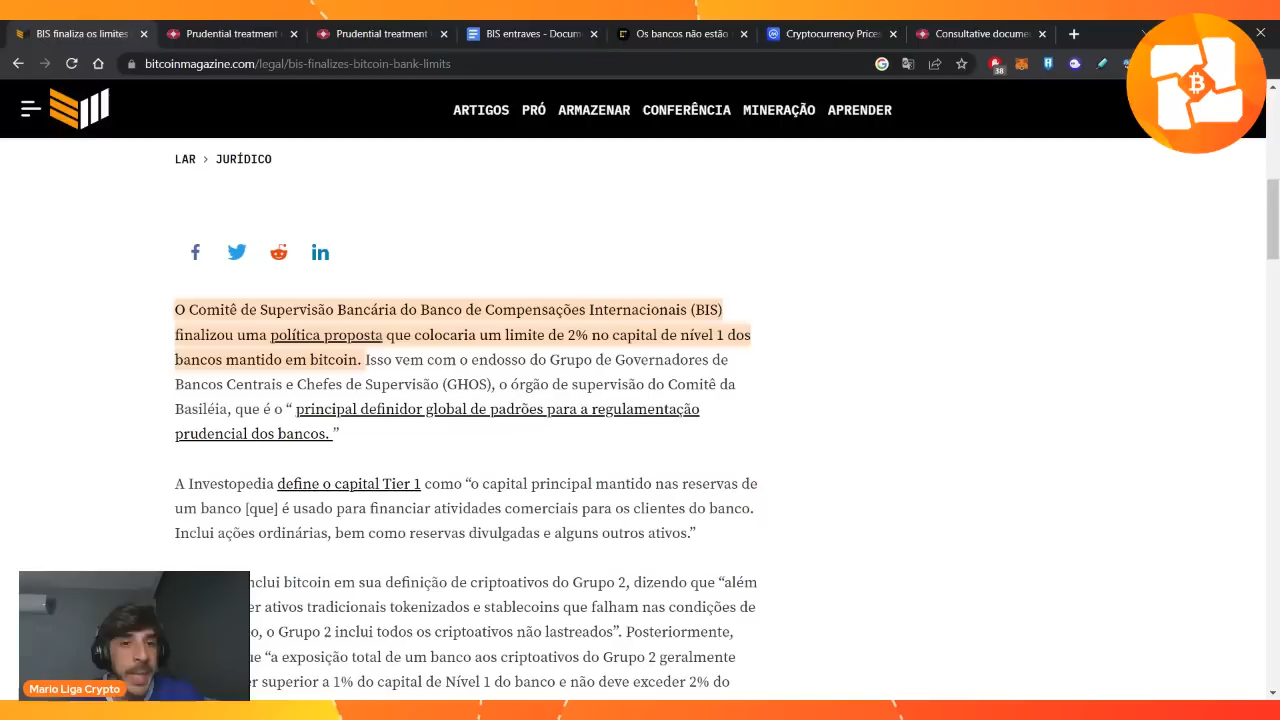 BIS finaliza os limites
Prudential treatment
Prudential treatment
BIS entraves - Docum
Os bancos não estão
Cryptocurrency Prices
Consultative docume
bitcoinmagazine.com/legal/bis-finalizes-bitcoin-bank-limits
38
ARTIGOS PRÓ ARMAZENAR CONFERÊNCIA MINERAÇÃO APRENDER
LAR > JURÍDICO
O Comitê de Supervisão Bancária do Banco de Compensações Internacionais (BIS)
finalizou uma política proposta que colocaria um limite de 2% no capital de nível 1 dos
bancos mantido em bitcoin. Isso vem com o endosso do Grupo de Governadores de
Bancos Centrais e Chefes de Supervisão (GHOS), o órgão de supervisão do Comitê da
Basiléia, que é o “ principal definidor global de padrões para a regulamentação
prudencial dos bancos. ”
A Investopedia define o capital Tier 1 como “o capital principal mantido nas reservas de
um banco [que] é usado para financiar atividades comerciais para os clientes do banco.
Inclui ações ordinárias, bem como reservas divulgadas e alguns outros ativos.”
nclui bitcoin em sua definição de criptoativos do Grupo 2, dizendo que “além
er ativos tradicionais tokenizados e stablecoins que falham nas condições de
o, o Grupo 2 inclui todos os criptoativos não lastreados”. Posteriormente,
ue “a exposição total de um banco aos criptoativos do Grupo 2 geralmente
er superior a 1% do capital de Nível 1 do banco e não deve exceder 2% do
Mario Liga Crypto